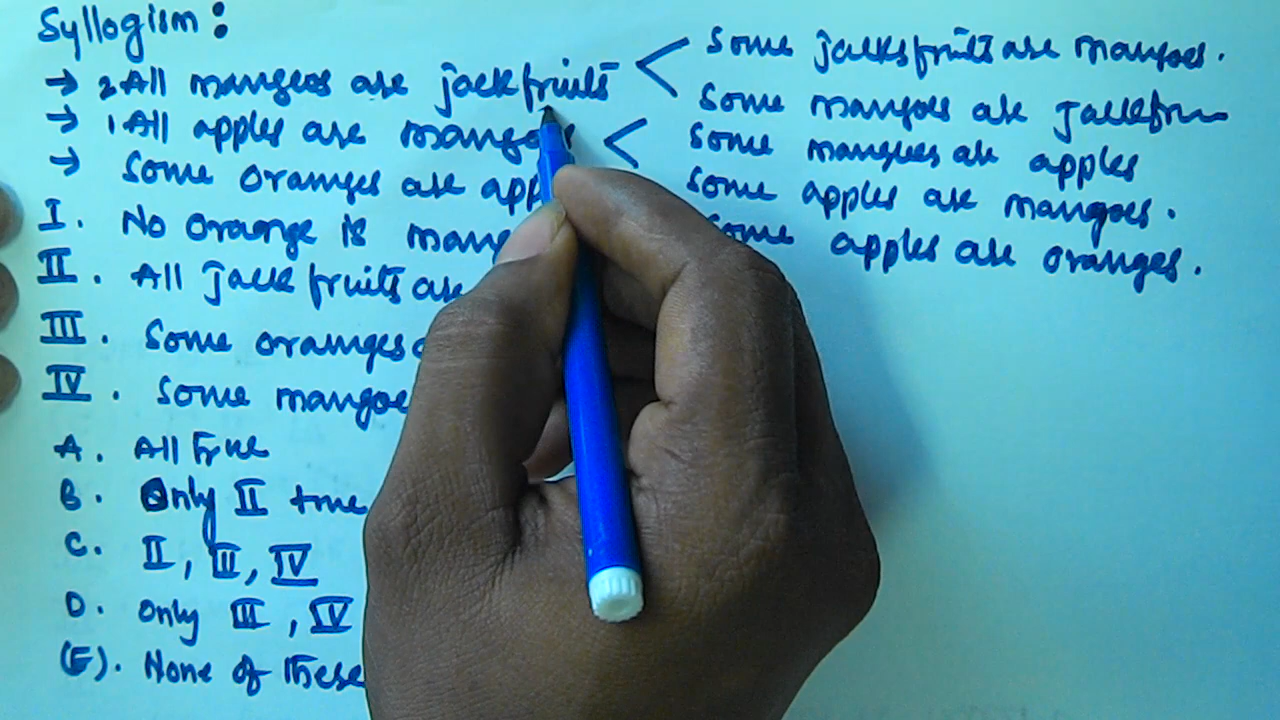 Syllogism:
→ 2 All mangoes are jackfruits
→ 1 All apples are mangoes
→ Some oranges are app
I. No orange is mang
II. All jackfruits are
III. Some oranges
IV. Some mangoe
A. All true
B. Only II true
C. II, III, IV
D. only III, IV
(E). None of these
Some jackfruits are mangoes.
Some mangoes are jackfru
Some mangoes are apples
Some apples are mangoes.
Some apples are oranges.